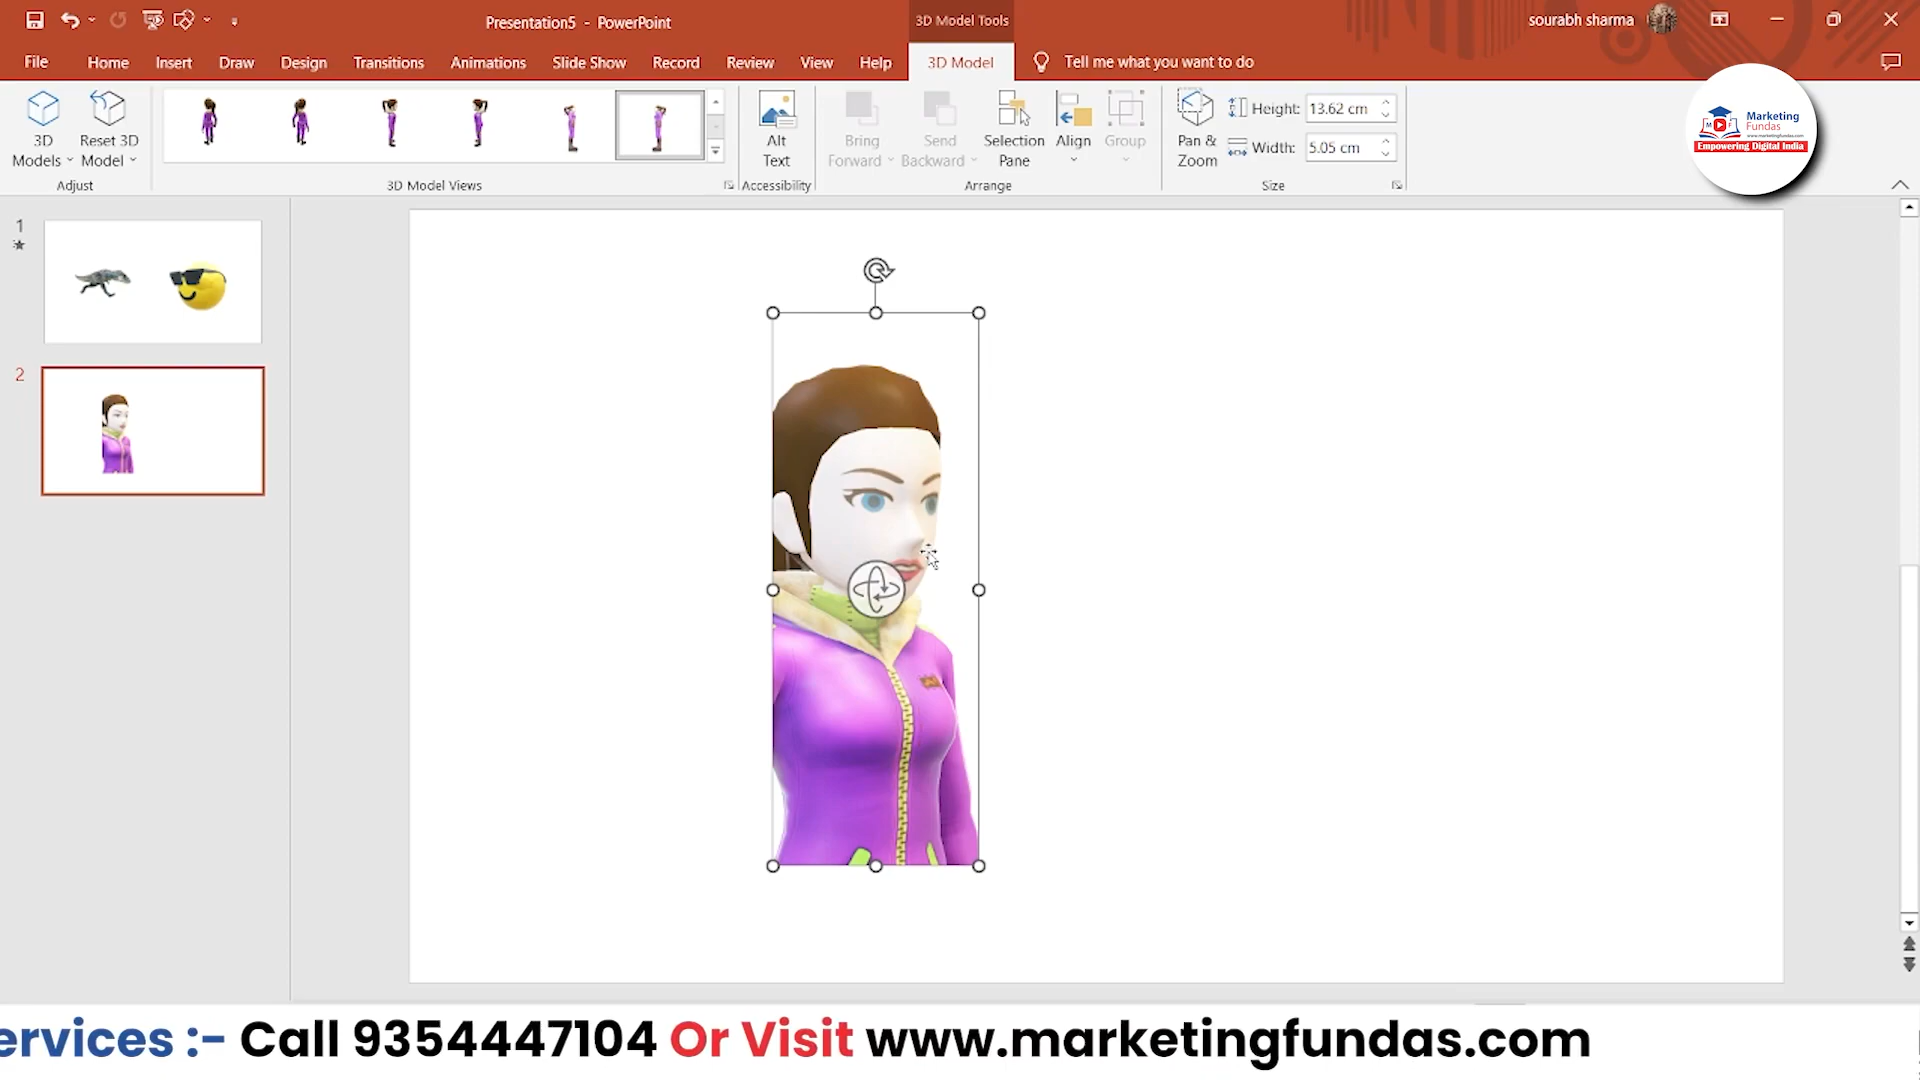 Presentation5 - PowerPoint
3D Model Tools
sourabh sharma
File
Home
Insert
Draw
Design
Transitions
Animations
Slide Show
Record
Review
View
Help
3D Model
Tell me what you want to do
3D
Models
Reset 3D
Model
Alt
Text
Bring
Forward
Send
Backward
Selection
Pane
Align
Group
Pan &
Zoom
Height: 13.62 cm
Width: 5.05 cm
Adjust
3D Model Views
Accessibility
Arrange
Size
Marketing
Fundas
www.marketingfundas.com
Empowering Digital India
1
2
ervices :- Call 9354447104 Or Visit www.marketingfundas.com